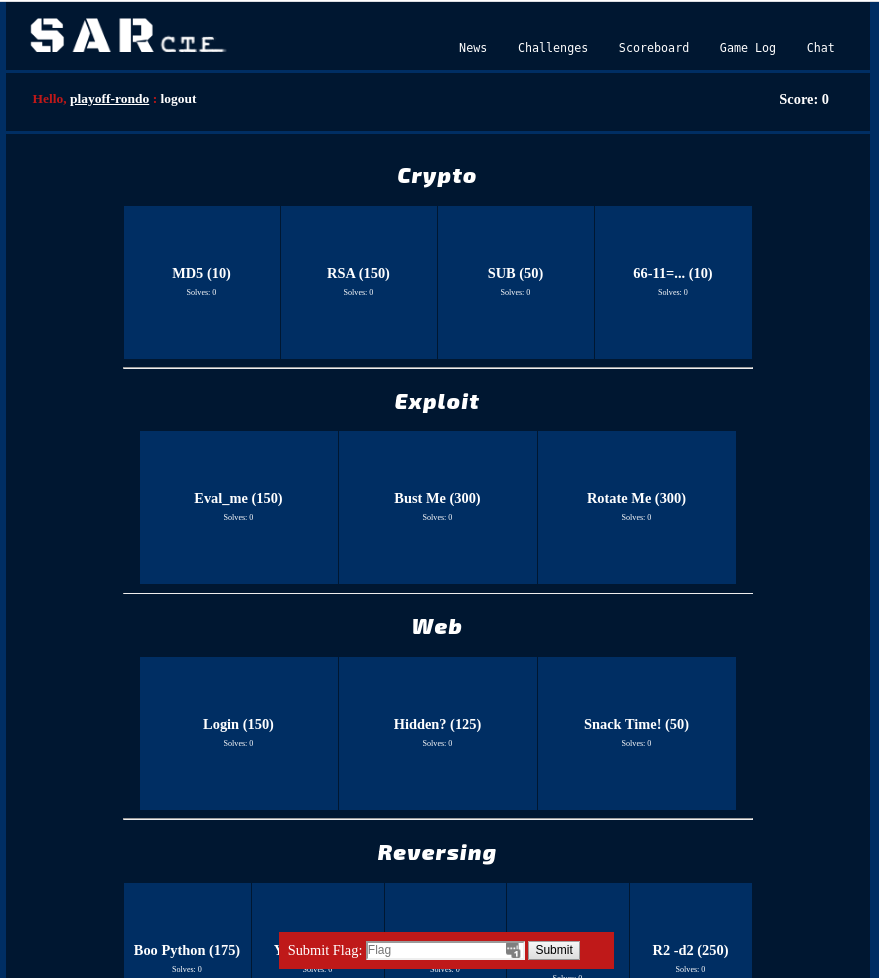 SAR CTF
News Challenges Scoreboard Game Log Chat
Hello, playoff-rondo : logout
Score: 0
Crypto
MD5 (10) RSA (150) SUB (50) 66-11=... (10)
Solves: 0 Solves: 0 Solves: 0 Solves: 0
Exploit
Eval_me (150) Bust Me (300) Rotate Me (300)
Solves: 0 Solves: 0 Solves: 0
Web
Login (150) Hidden? (125) Snack Time! (50)
Solves: 0 Solves: 0 Solves: 0
Reversing
Boo Python (175) R2 -d2 (250)
Submit Flag: Flag Submit
Solves: 0 Solves: 0 Solves: 0 Solves: 0 Solves: 0